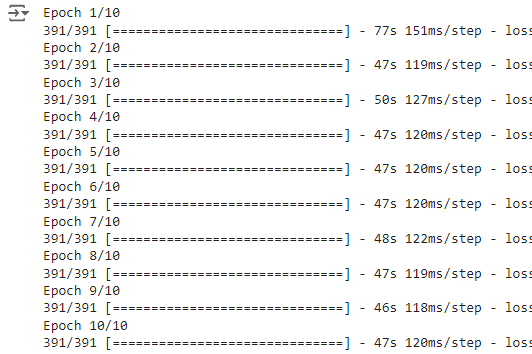 Epoch 1/10
391/391 [==============================] - 77s 151ms/step - loss
Epoch 2/10
391/391 [==============================] - 47s 119ms/step - loss
Epoch 3/10
391/391 [==============================] - 50s 127ms/step - loss
Epoch 4/10
391/391 [==============================] - 47s 120ms/step - loss
Epoch 5/10
391/391 [==============================] - 47s 120ms/step - loss
Epoch 6/10
391/391 [==============================] - 47s 120ms/step - loss
Epoch 7/10
391/391 [==============================] - 48s 122ms/step - loss
Epoch 8/10
391/391 [==============================] - 47s 119ms/step - loss
Epoch 9/10
391/391 [==============================] - 46s 118ms/step - loss
Epoch 10/10
391/391 [==============================] - 47s 120ms/step - loss